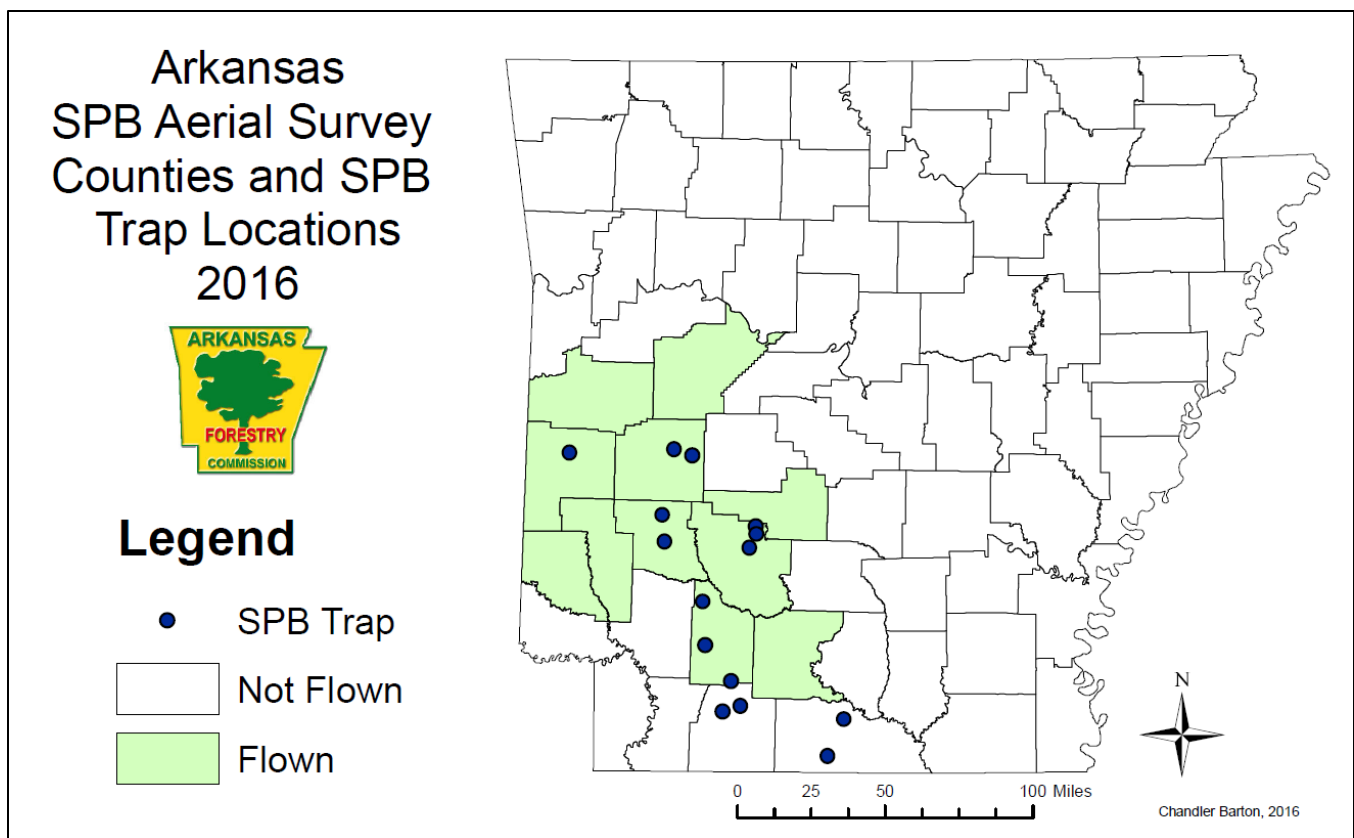 Arkansas
SPB Aerial Survey
Counties and SPB
Trap Locations
2016
ARKANSAS
FORESTRY
COMMISSION
Legend
SPB Trap
Not Flown
Flown
N
0 25 50 100 Miles
Chandler Barton, 2016